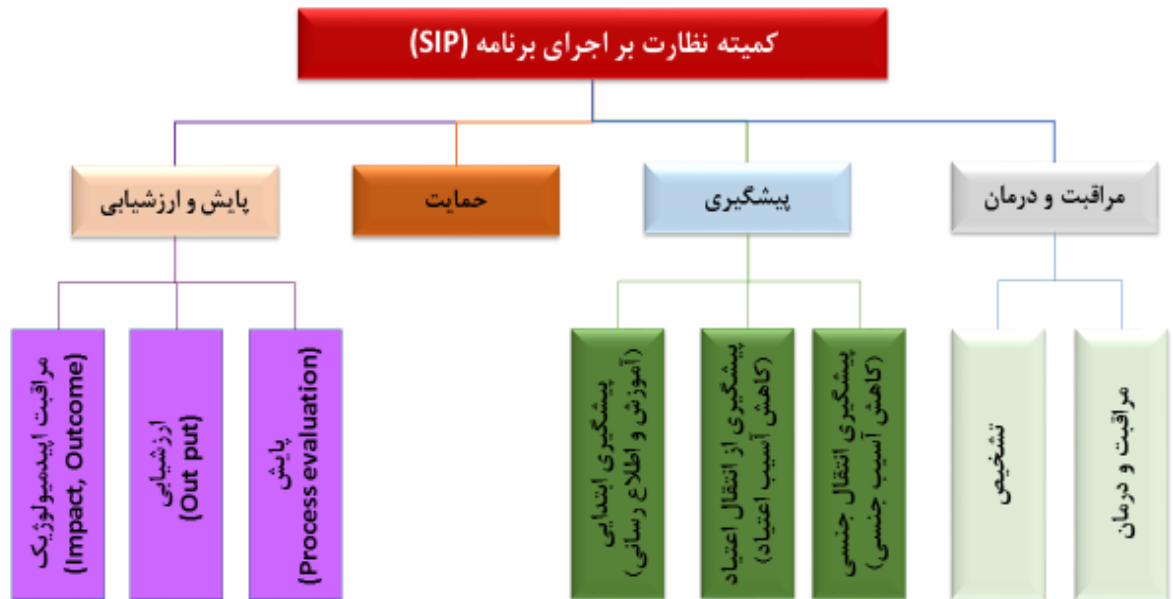 کمیته نظارت بر اجرای برنامه (SIP)
مراقبت و درمان
پیشگیری
حمایت
پایش و ارزشیابی
مراقبت و درمان
تشخیص
پیشگیری انتقال جنسی
(کاهش آسیب جنسی)
پیشگیری از انتقال اعتیاد
(کاهش آسیب اعتیاد)
پیشگیری ابتدایی
(آموزش و اطلاع رسانی)
پایش
(Process evaluation)
ارزشیابی
(Out put)
مراقبت اپیدمیولوژیک
(Impact, Outcome)